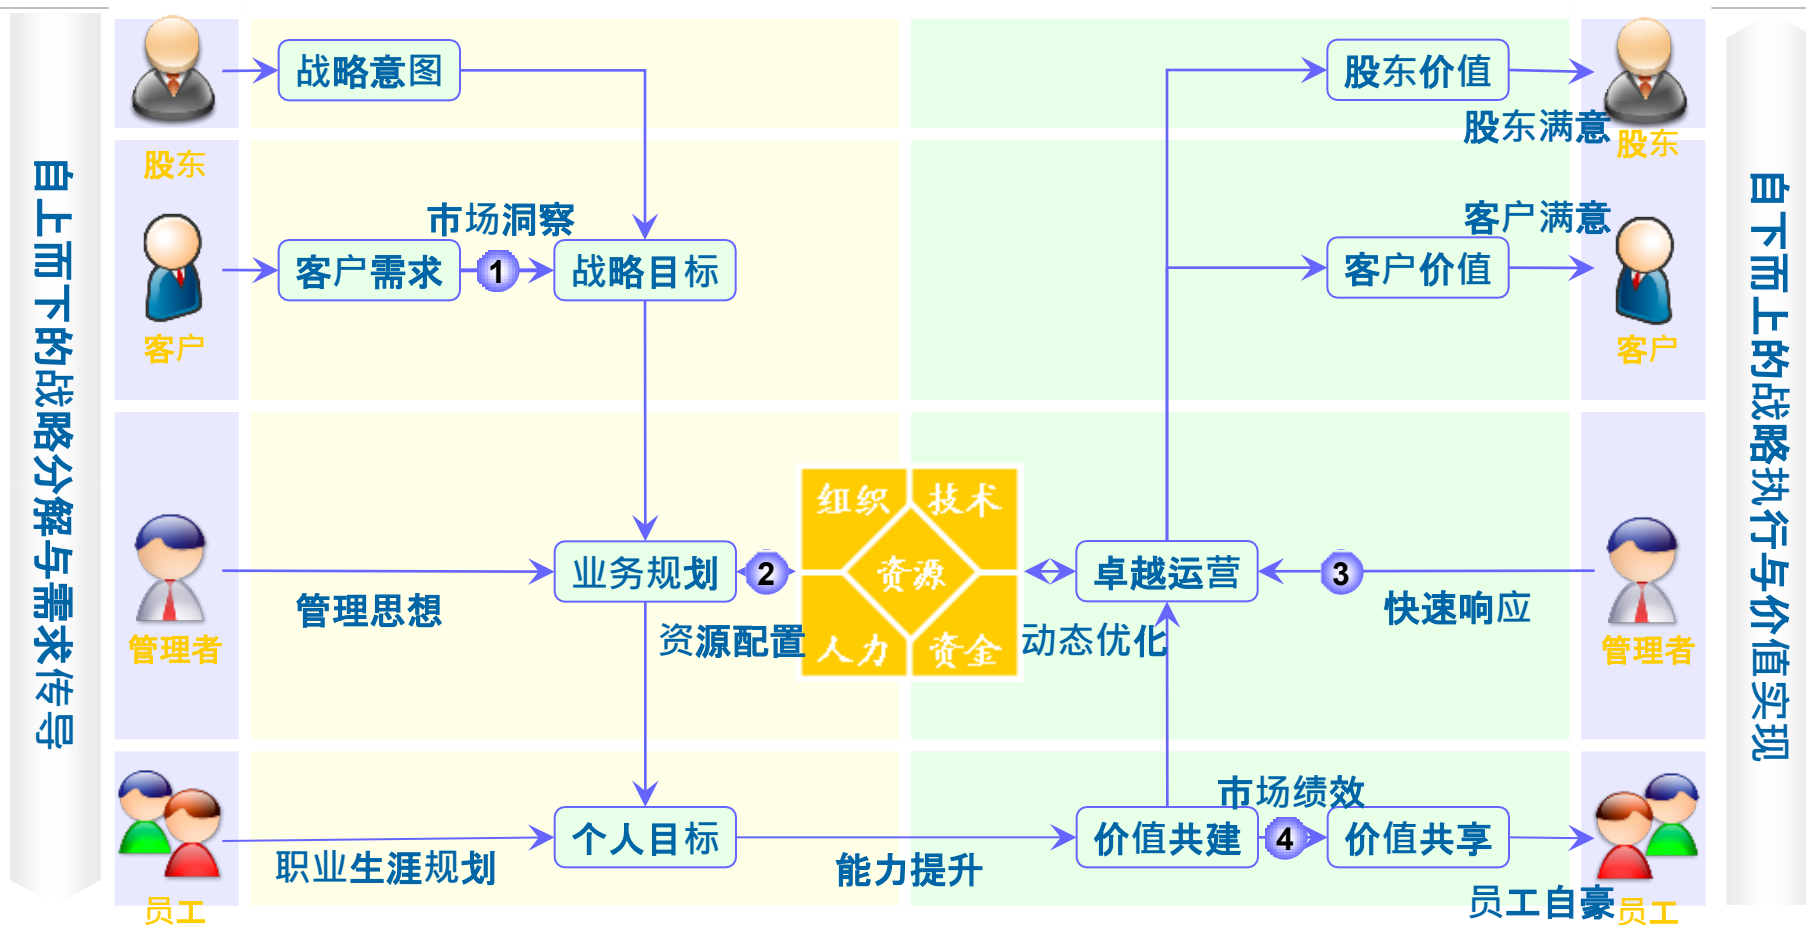 自上而下的战略分解与需求传导
股东
客户
管理者
员工
战略意图
市场洞察
客户需求
1
战略目标
管理思想
业务规划
2
资源配置
职业生涯规划
个人目标
能力提升
组织
技术
资源
人力
资金
股东价值
股东满意
客户满意
客户价值
卓越运营
3
动态优化
快速响应
市场绩效
价值共建
4
价值共享
员工自豪
股东
客户
管理者
员工
自下而上的战略执行与价值实现